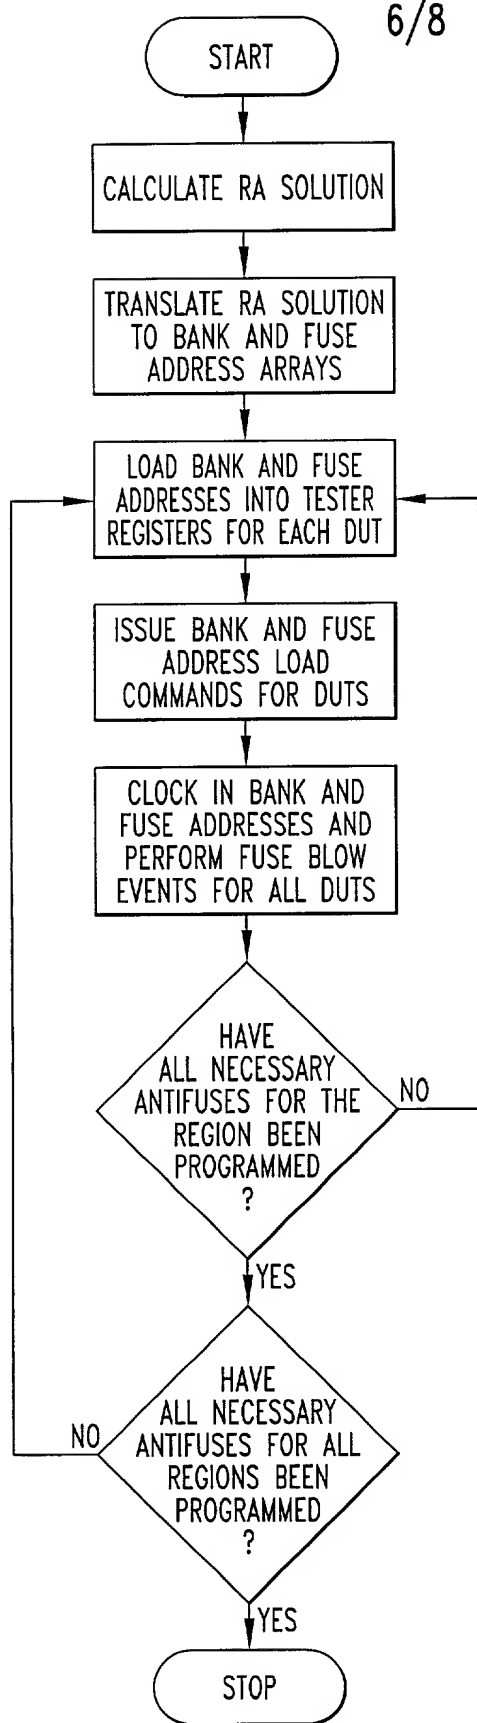 6/8
START
CALCULATE RA SOLUTION
TRANSLATE RA SOLUTION
TO BANK AND FUSE
ADDRESS ARRAYS
LOAD BANK AND FUSE
ADDRESSES INTO TESTER
REGISTERS FOR EACH DUT
ISSUE BANK AND FUSE
ADDRESS LOAD
COMMANDS FOR DUTS
CLOCK IN BANK AND
FUSE ADDRESSES AND
PERFORM FUSE BLOW
EVENTS FOR ALL DUTS
HAVE
ALL NECESSARY
ANTIFUSES FOR THE
REGION BEEN
PROGRAMMED
?
NO
YES
HAVE
ALL NECESSARY
ANTIFUSES FOR ALL
REGIONS BEEN
PROGRAMMED
?
NO
YES
STOP